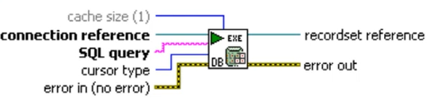 cache size (1)
connection reference
SQL query
cursor type
error in (no error)
EXE
DB
recordset reference
error out